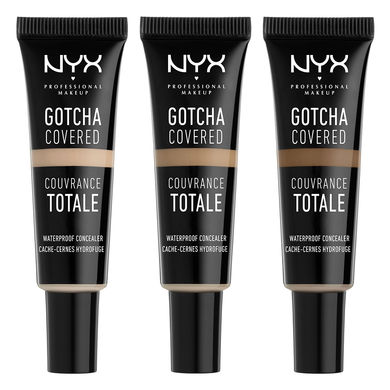 NYX
PROFESSIONAL
MAKEUP
GOTCHA
COVERED
COUVRANCE
TOTALE
WATERPROOF CONCEALER
CACHE-CERNES HYDROFUGE
NYX
PROFESSIONAL
MAKEUP
GOTCHA
COVERED
COUVRANCE
TOTALE
WATERPROOF CONCEALER
CACHE-CERNES HYDROFUGE
NYX
PROFESSIONAL
MAKEUP
GOTCHA
COVERED
COUVRANCE
TOTALE
WATERPROOF CONCEALER
CACHE-CERNES HYDROFUGE